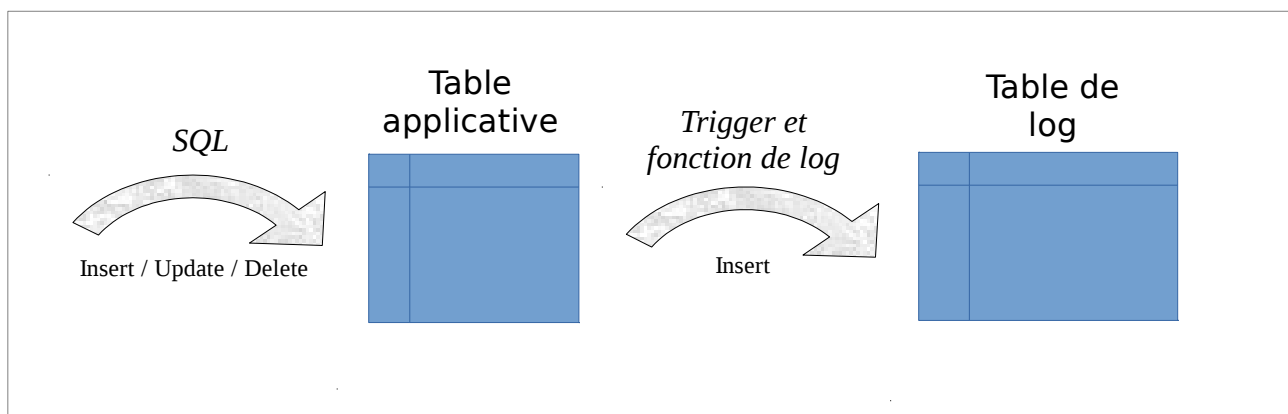 SQL
Insert / Update / Delete
Table
applicative
Trigger et
fonction de log
Insert
Table de
log